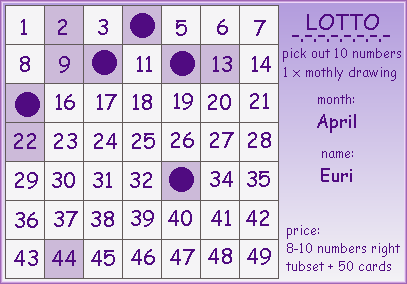 1 2 3 5 6 7
8 9 11 13 14
16 17 18 19 20 21
22 23 24 25 26 27 28
29 30 31 32 34 35
36 37 38 39 40 41 42
43 44 45 46 47 48 49
LOTTO
pick out 10 numbers
1 x mothly drawing
month:
April
name:
Euri
price:
8-10 numbers right
tubset + 50 cards